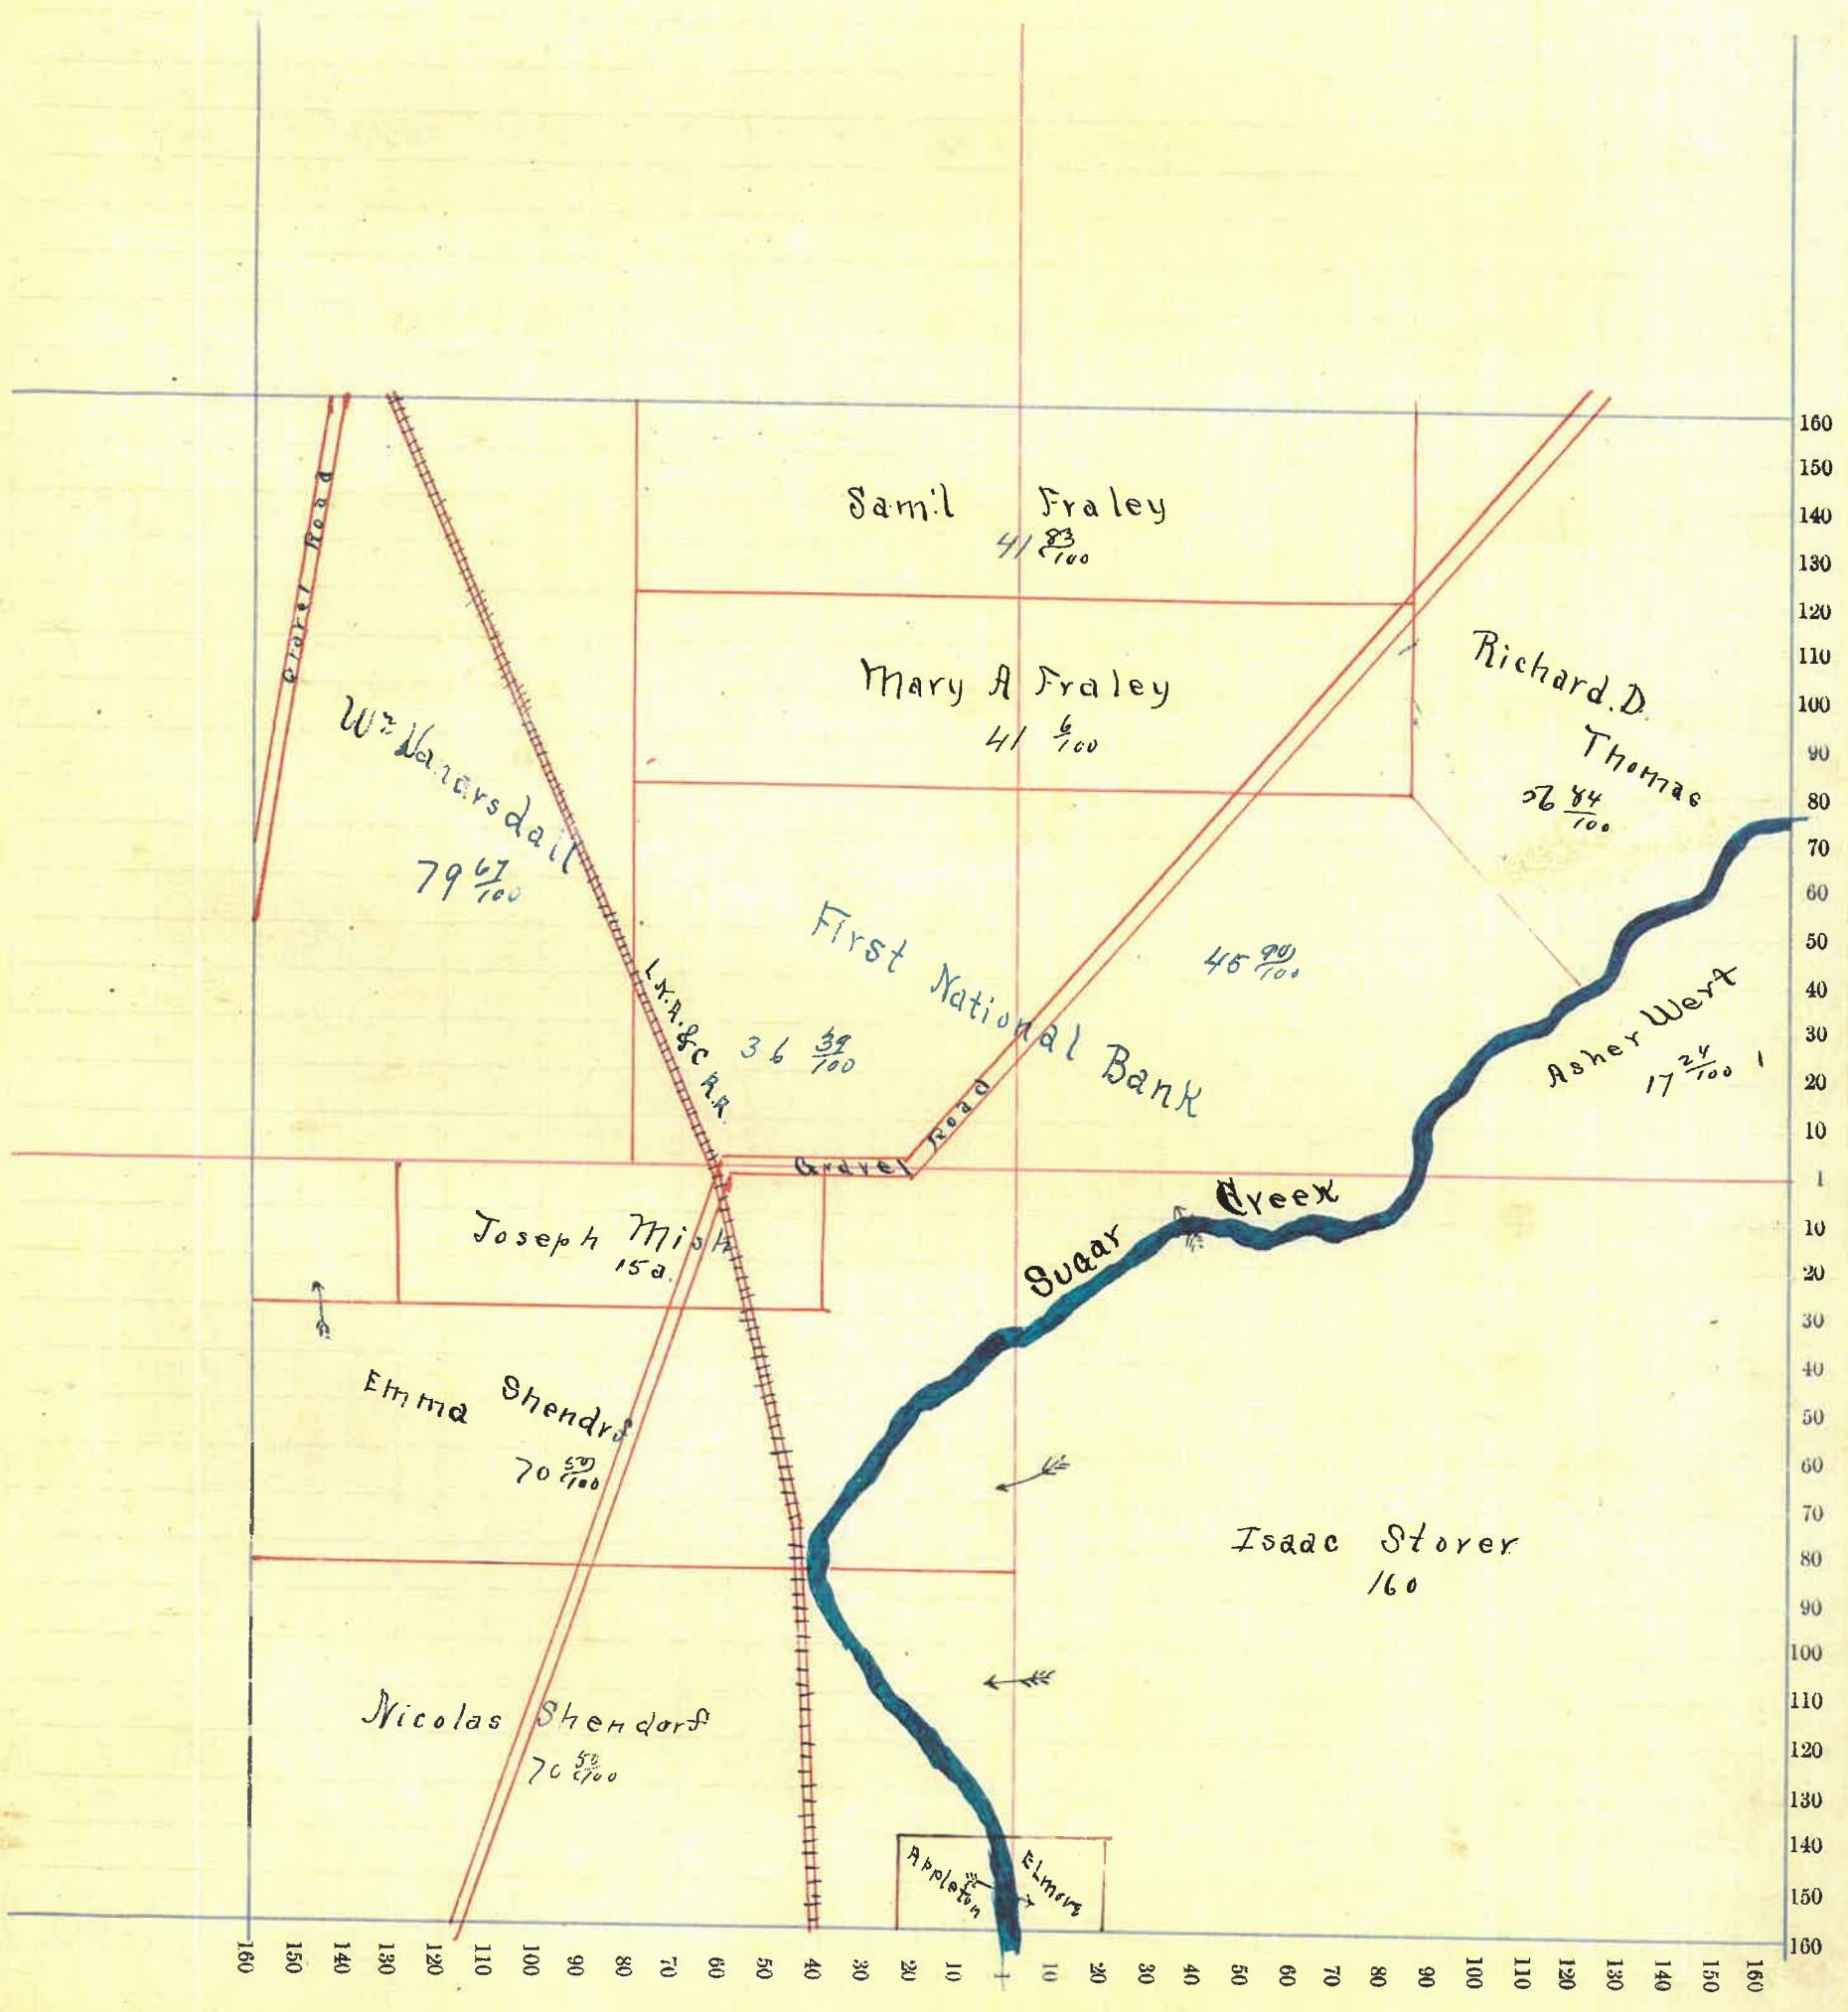 Sam'l Fraley
41 83/100
Mary A Fraley
41 6/100
Gravel Road
Richard. D.
Thomas
84/100
79 67/100
First National Bank
36 39/100
45 90/100
L.N.A. & C R.R.
Asher Wert
17 24/100
Gravel Road
Sugar Creek
Joseph Mish
15 a.
Emma Shendrf
70 50/100
Isaac Storer
160
Nicolas Shendorf
70 50/100
Appleton
Elmore
160
150
140
130
120
110
100
90
80
70
60
50
40
30
20
10
1
10
20
30
40
50
60
70
80
90
100
110
120
130
140
150
160
160 150 140 130 120 110 100 90 80 70 60 50 40 30 20 10 1 10 20 30 40 50 60 70 80 90 100 110 120 130 140 150 160